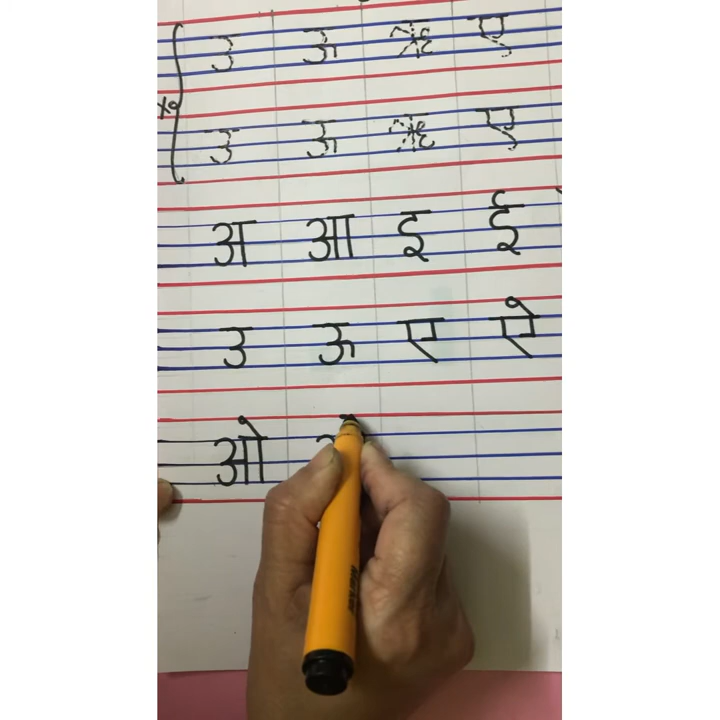 उ ऊ ऋ ए
उ ऊ ऋ ए
अ आ इ ई
उ ऊ ए ऐ
ओ